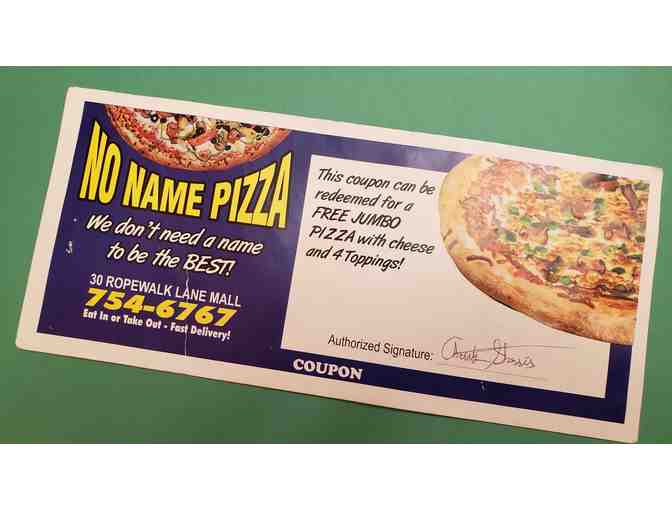 NO NAME PIZZA
We don't need a name
to be the BEST!
30 ROPEWALK LANE MALL
754-6767
Eat In or Take Out - Fast Delivery!
This coupon can be
redeemed for a
FREE JUMBO
PIZZA with cheese
and 4 Toppings!
Authorized Signature:
COUPON